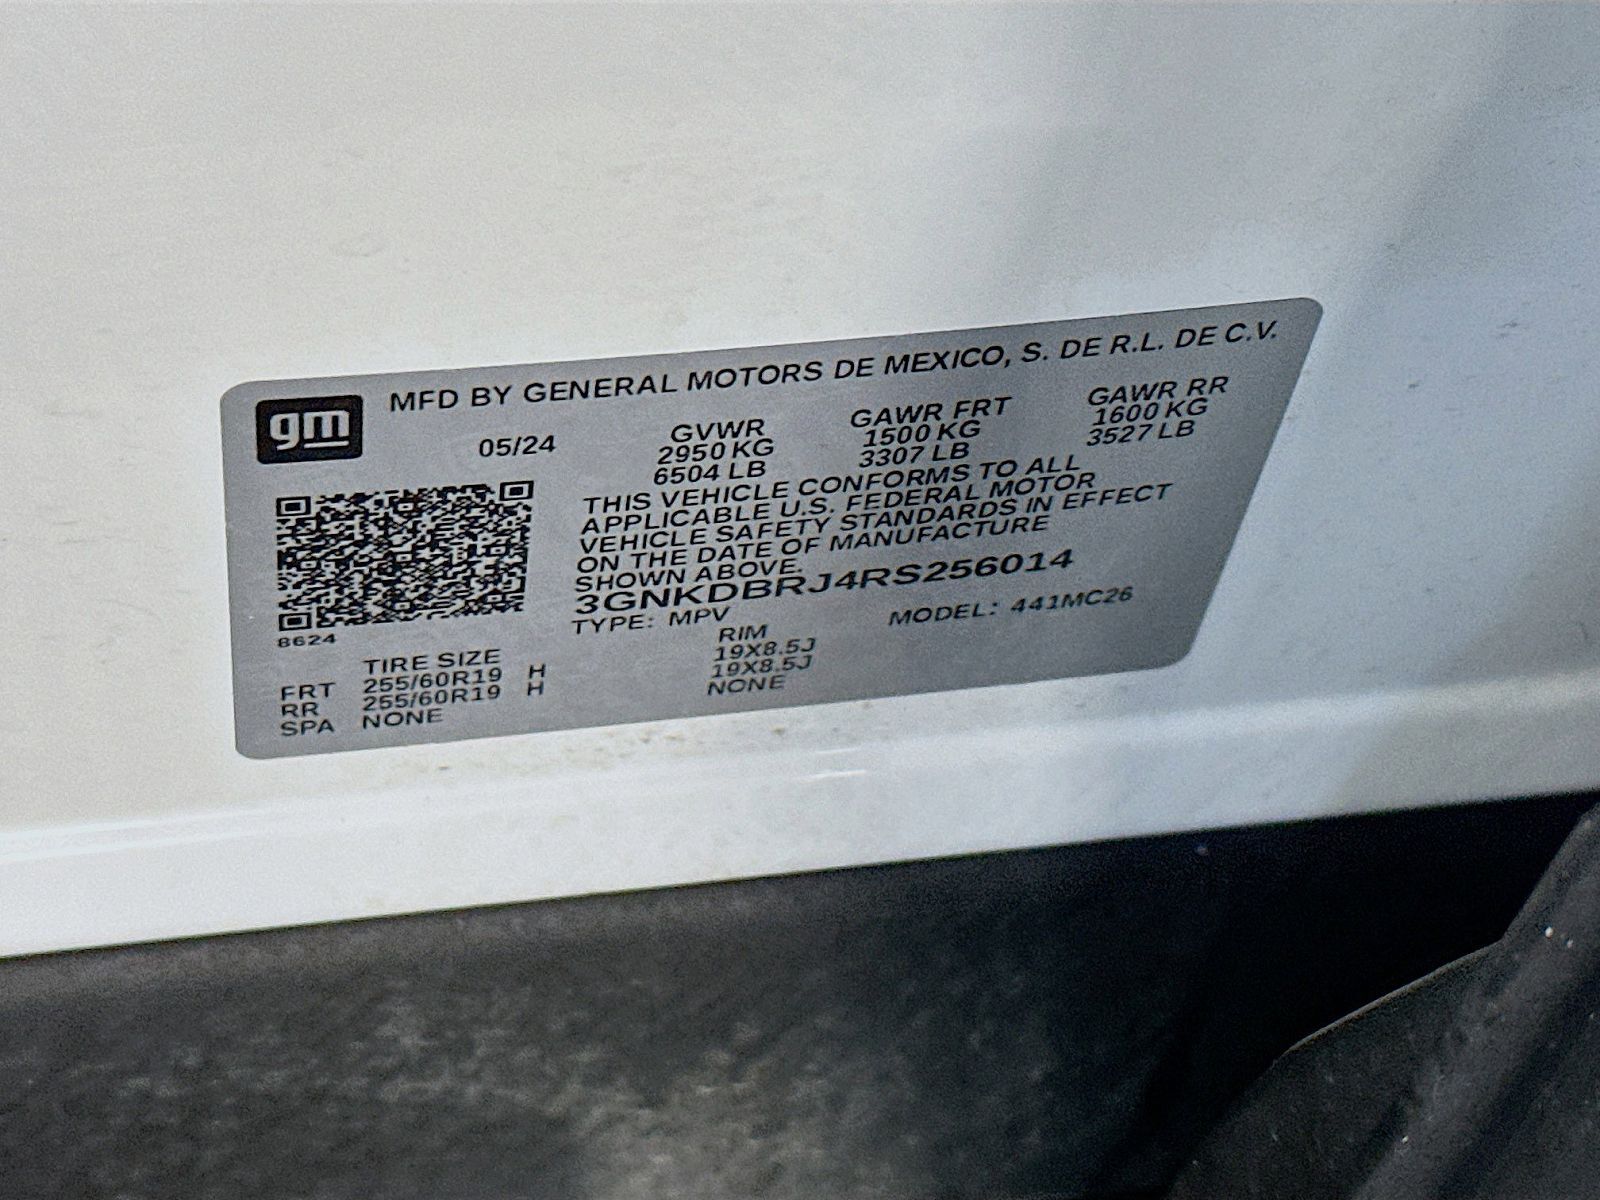 gm
MFD BY GENERAL MOTORS DE MEXICO, S. DE R.L. DE C.V.
05/24
GVWR
2950 KG
6504 LB
GAWR FRT
1500 KG
3307 LB
GAWR RR
1600 KG
3527 LB
THIS VEHICLE CONFORMS TO ALL
APPLICABLE U.S. FEDERAL MOTOR
VEHICLE SAFETY STANDARDS IN EFFECT
ON THE DATE OF MANUFACTURE
SHOWN ABOVE.
3GNKDBRJ4RS256014
TYPE: MPV MODEL: 441MC26
8624
TIRE SIZE RIM
FRT 255/60R19 H 19X8.5J
RR 255/60R19 H 19X8.5J
SPA NONE NONE